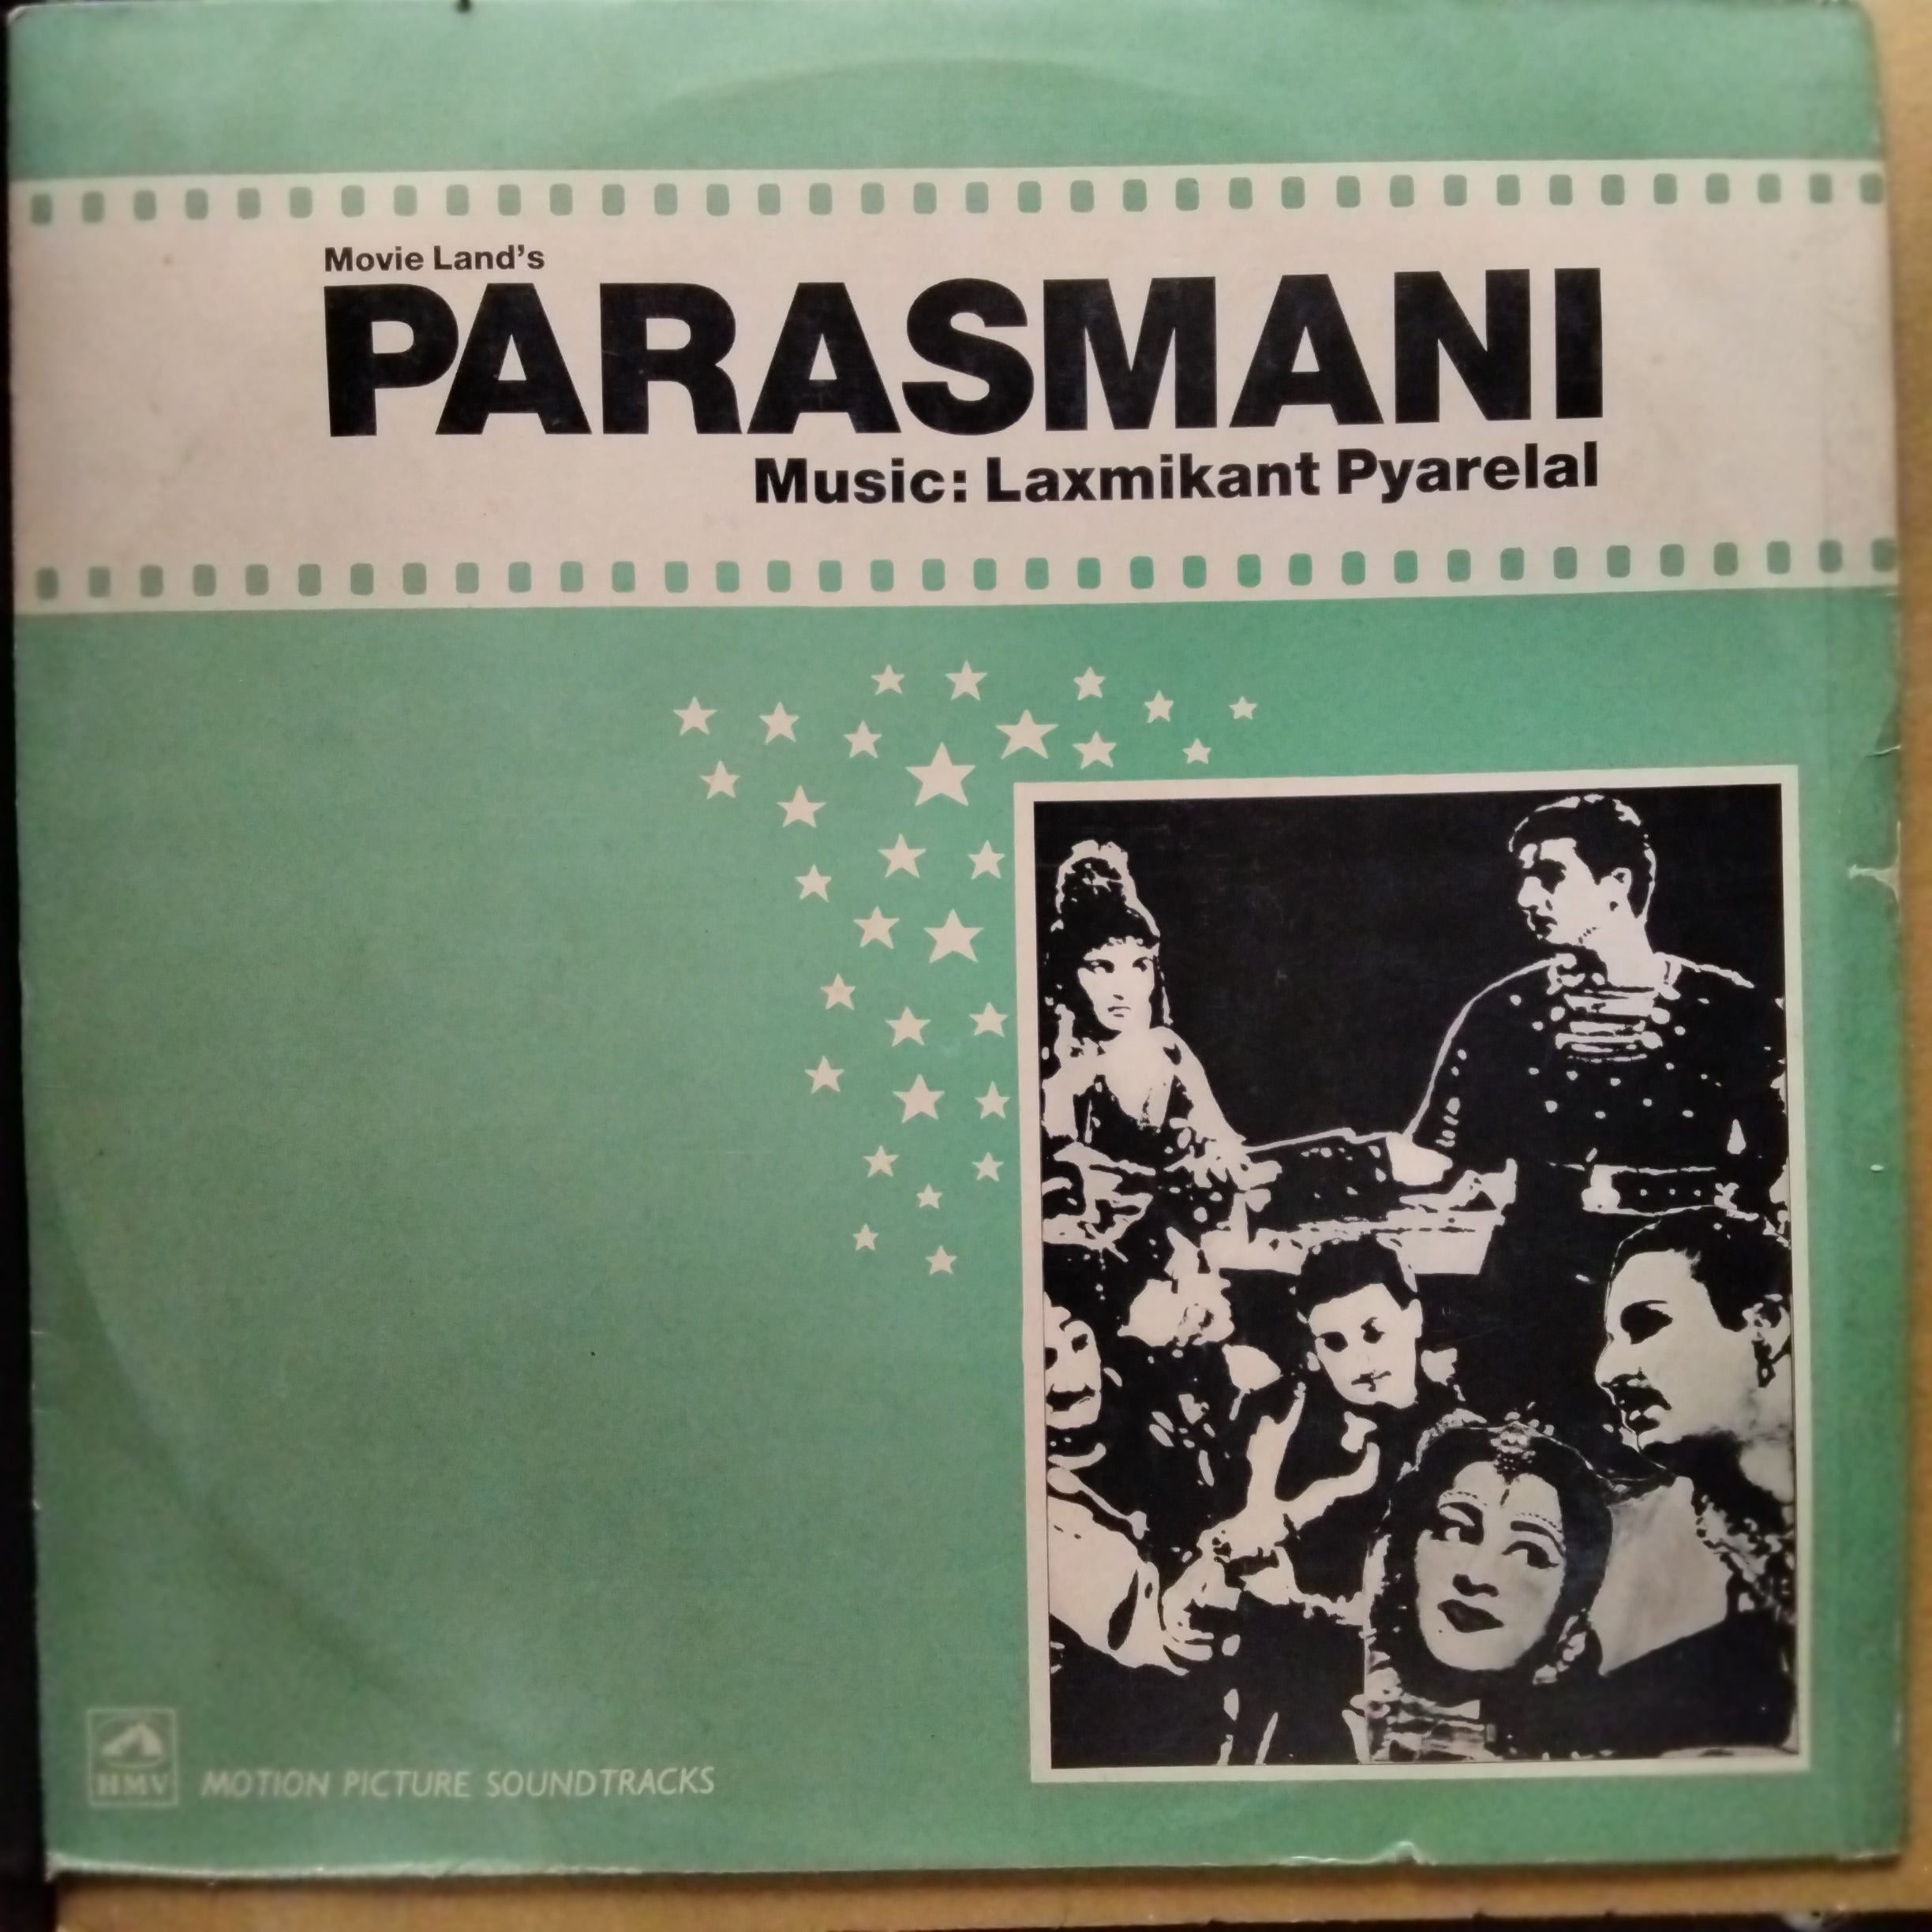 Movie Land's
PARASMANI
Music: Laxmikant Pyarelal
HMV
MOTION PICTURE SOUNDTRACKS